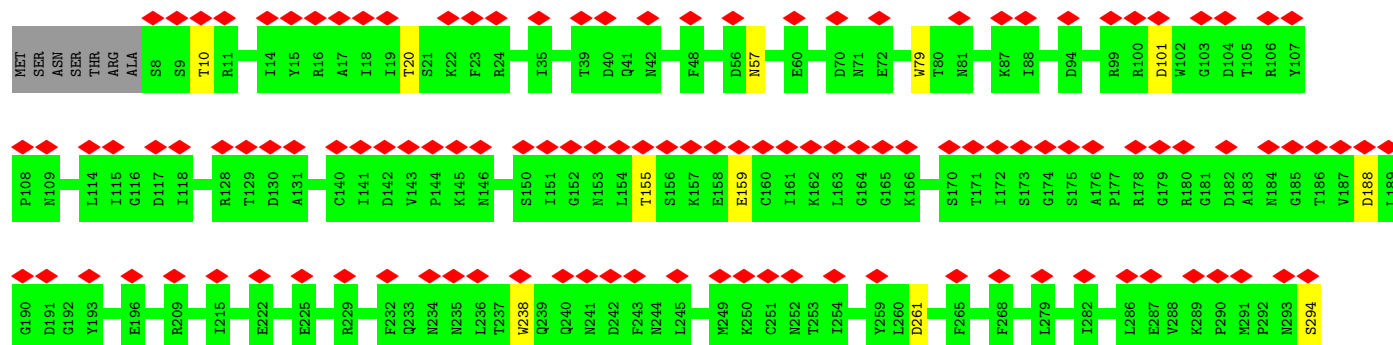 MET SER ASN SER THR ARG ALA S8 S9 T10 R11 I14 Y15 R16 A17 I18 I19 T20 S21 K22 F23 R24 I35 T39 D40 Q41 N42 F48 D56 N57 E60 D70 N71 E72 W79 T80 N81 K87 I88 D94 R99 R100 D101 W102 G103 D104 T105 R106 Y107
P108 N109 L114 I115 G116 D117 I118 R128 T129 D130 A131 C140 I141 D142 V143 P144 K145 N146 S150 I151 G152 N153 L154 T155 S156 K157 E158 E159 C160 I161 K162 L163 G164 G165 K166 S170 T171 I172 S173 G174 S175 A176 P177 R178 G179 R180 G181 D182 A183 N184 G185 T186 V187 D188 L189
G190 D191 G192 Y193 E196 R209 I215 E222 E225 R229 F232 Q233 N234 N235 L236 T237 W238 Q239 Q240 N241 D242 F243 N244 L245 M249 K250 C251 N252 T253 I254 Y259 L260 D261 F265 F268 L279 I282 L286 E287 V288 K289 P290 M291 P292 N293 S294